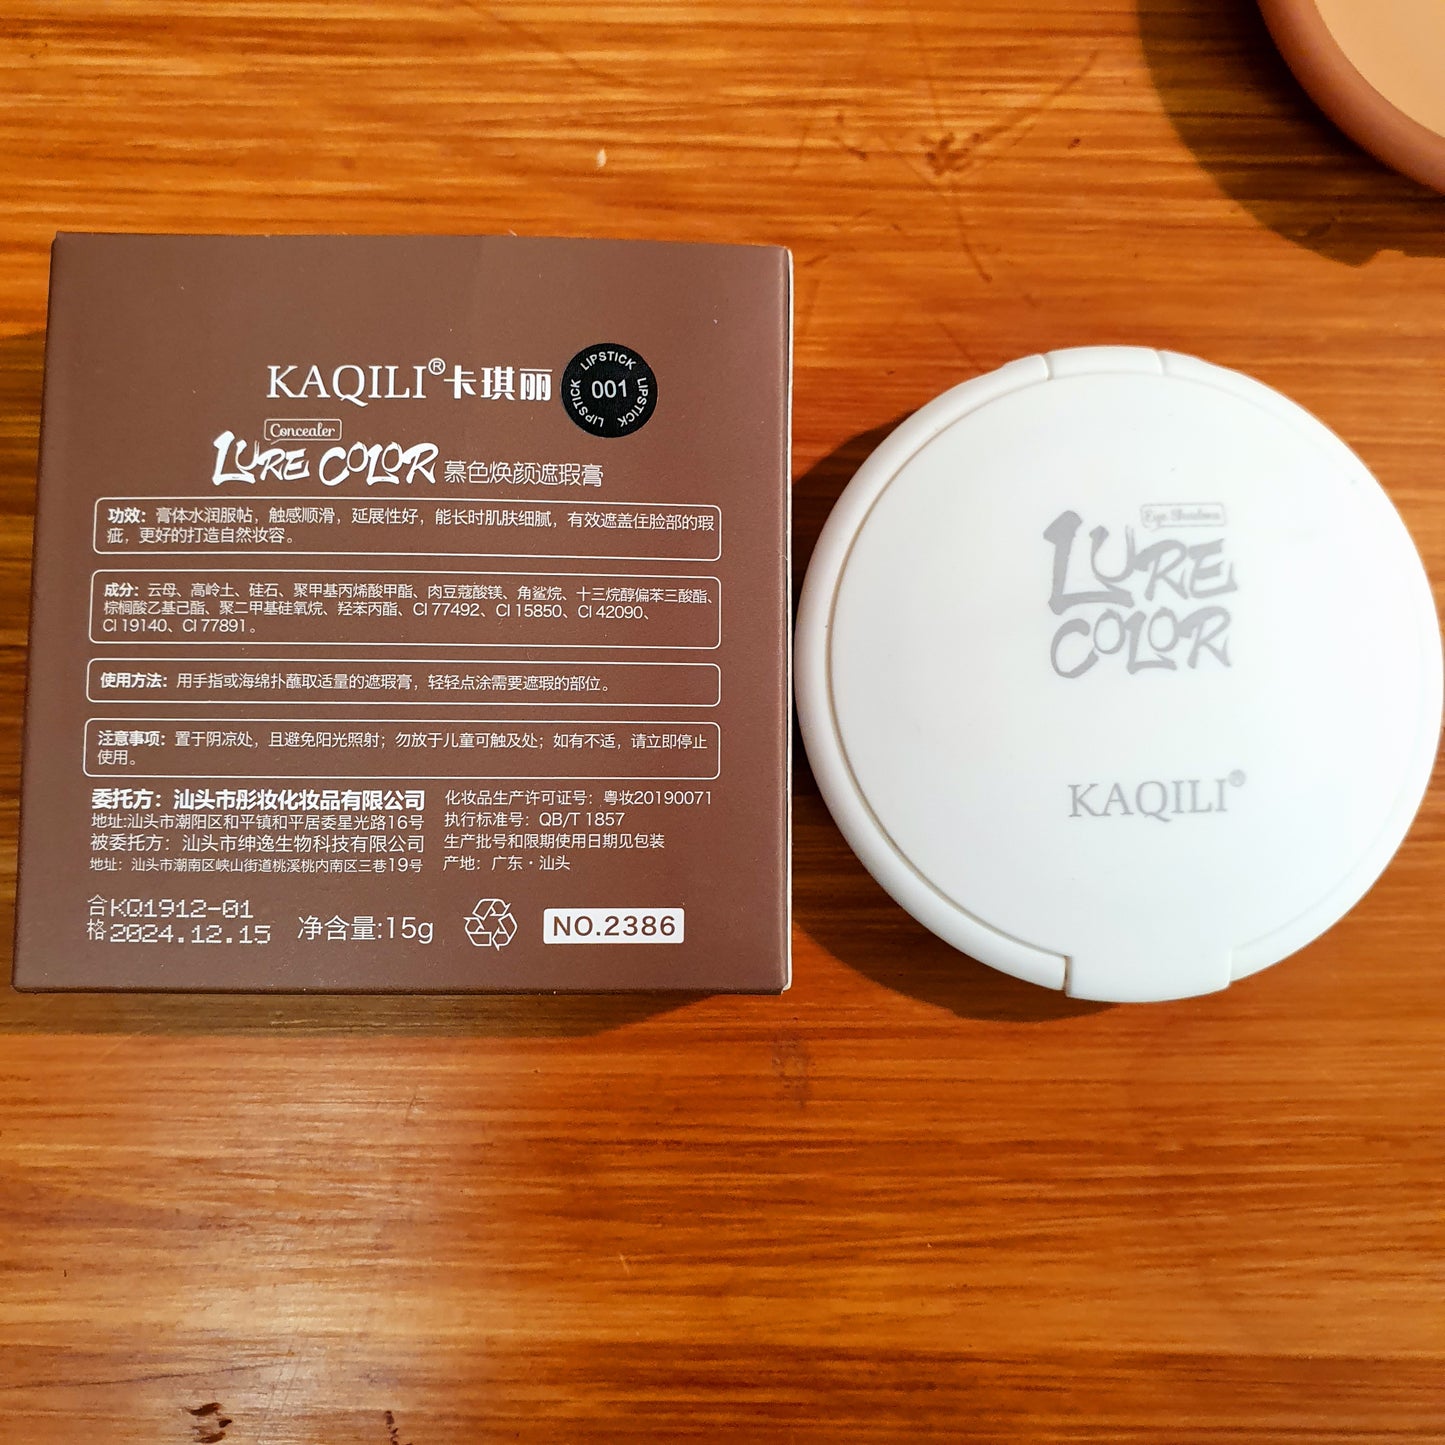 KAQILI®卡琪丽
LIPSTICK LIPSTICK LIPSTICK
001
Concealer
LURE COLOR 慕色焕颜遮瑕膏
功效：膏体水润服帖，触感顺滑，延展性好，能长时肌肤细腻，有效遮盖住脸部的瑕
疵，更好的打造自然妆容。
成分：云母、高岭土、硅石、聚甲基丙烯酸甲酯、肉豆蔻酸镁、角鲨烷、十三烷醇偏苯三酸酯、
棕榈酸乙基己酯、聚二甲基硅氧烷、羟苯丙酯、CI 77492、CI 15850、CI 42090、
CI 19140、CI 77891。
使用方法：用手指或海绵扑蘸取适量的遮瑕膏，轻轻点涂需要遮瑕的部位。
注意事项：置于阴凉处，且避免阳光照射；勿放于儿童可触及处；如有不适，请立即停止
使用。
委托方：汕头市彤妆化妆品有限公司
地址:汕头市潮阳区和平镇和平居委星光路16号
被委托方：汕头市绅逸生物科技有限公司
地址：汕头市潮南区峡山街道桃溪桃内南区三巷19号
化妆品生产许可证号：粤妆20190071
执行标准号：QB/T 1857
生产批号和限期使用日期见包装
产地：广东·汕头
合格
KQ1912-01
2024.12.15
净含量:15g
NO.2386
Eye Shadow
LURE
COLOR
KAQILI®